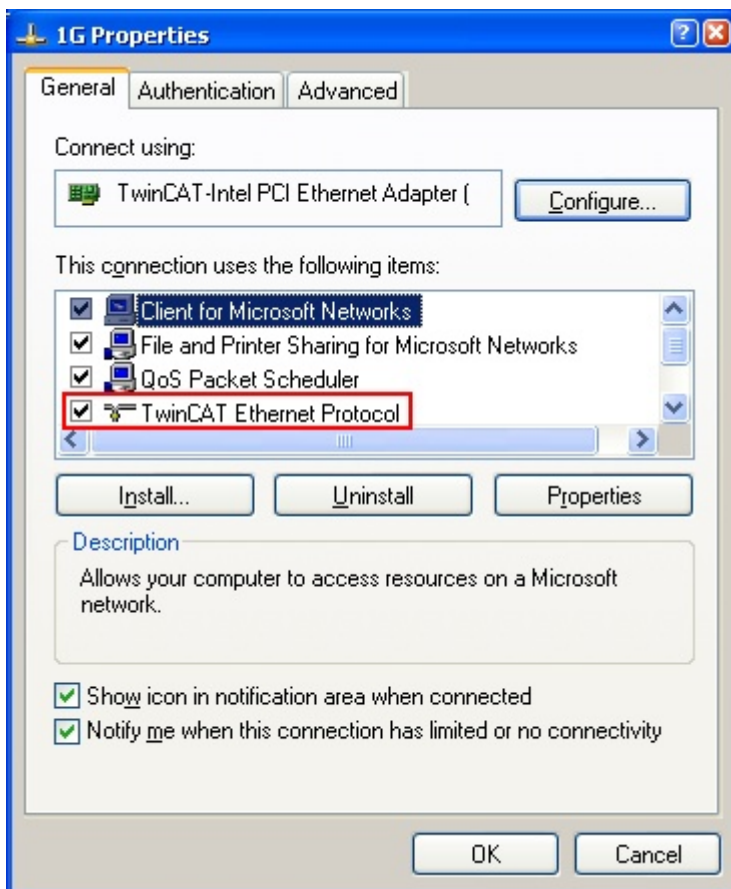 1G Properties
General Authentication Advanced
Connect using:
TwinCAT-Intel PCI Ethernet Adapter (
Configure...
This connection uses the following items:
Client for Microsoft Networks
File and Printer Sharing for Microsoft Networks
QoS Packet Scheduler
TwinCAT Ethernet Protocol
Install... Uninstall Properties
Description
Allows your computer to access resources on a Microsoft
network.
Show icon in notification area when connected
Notify me when this connection has limited or no connectivity
OK Cancel